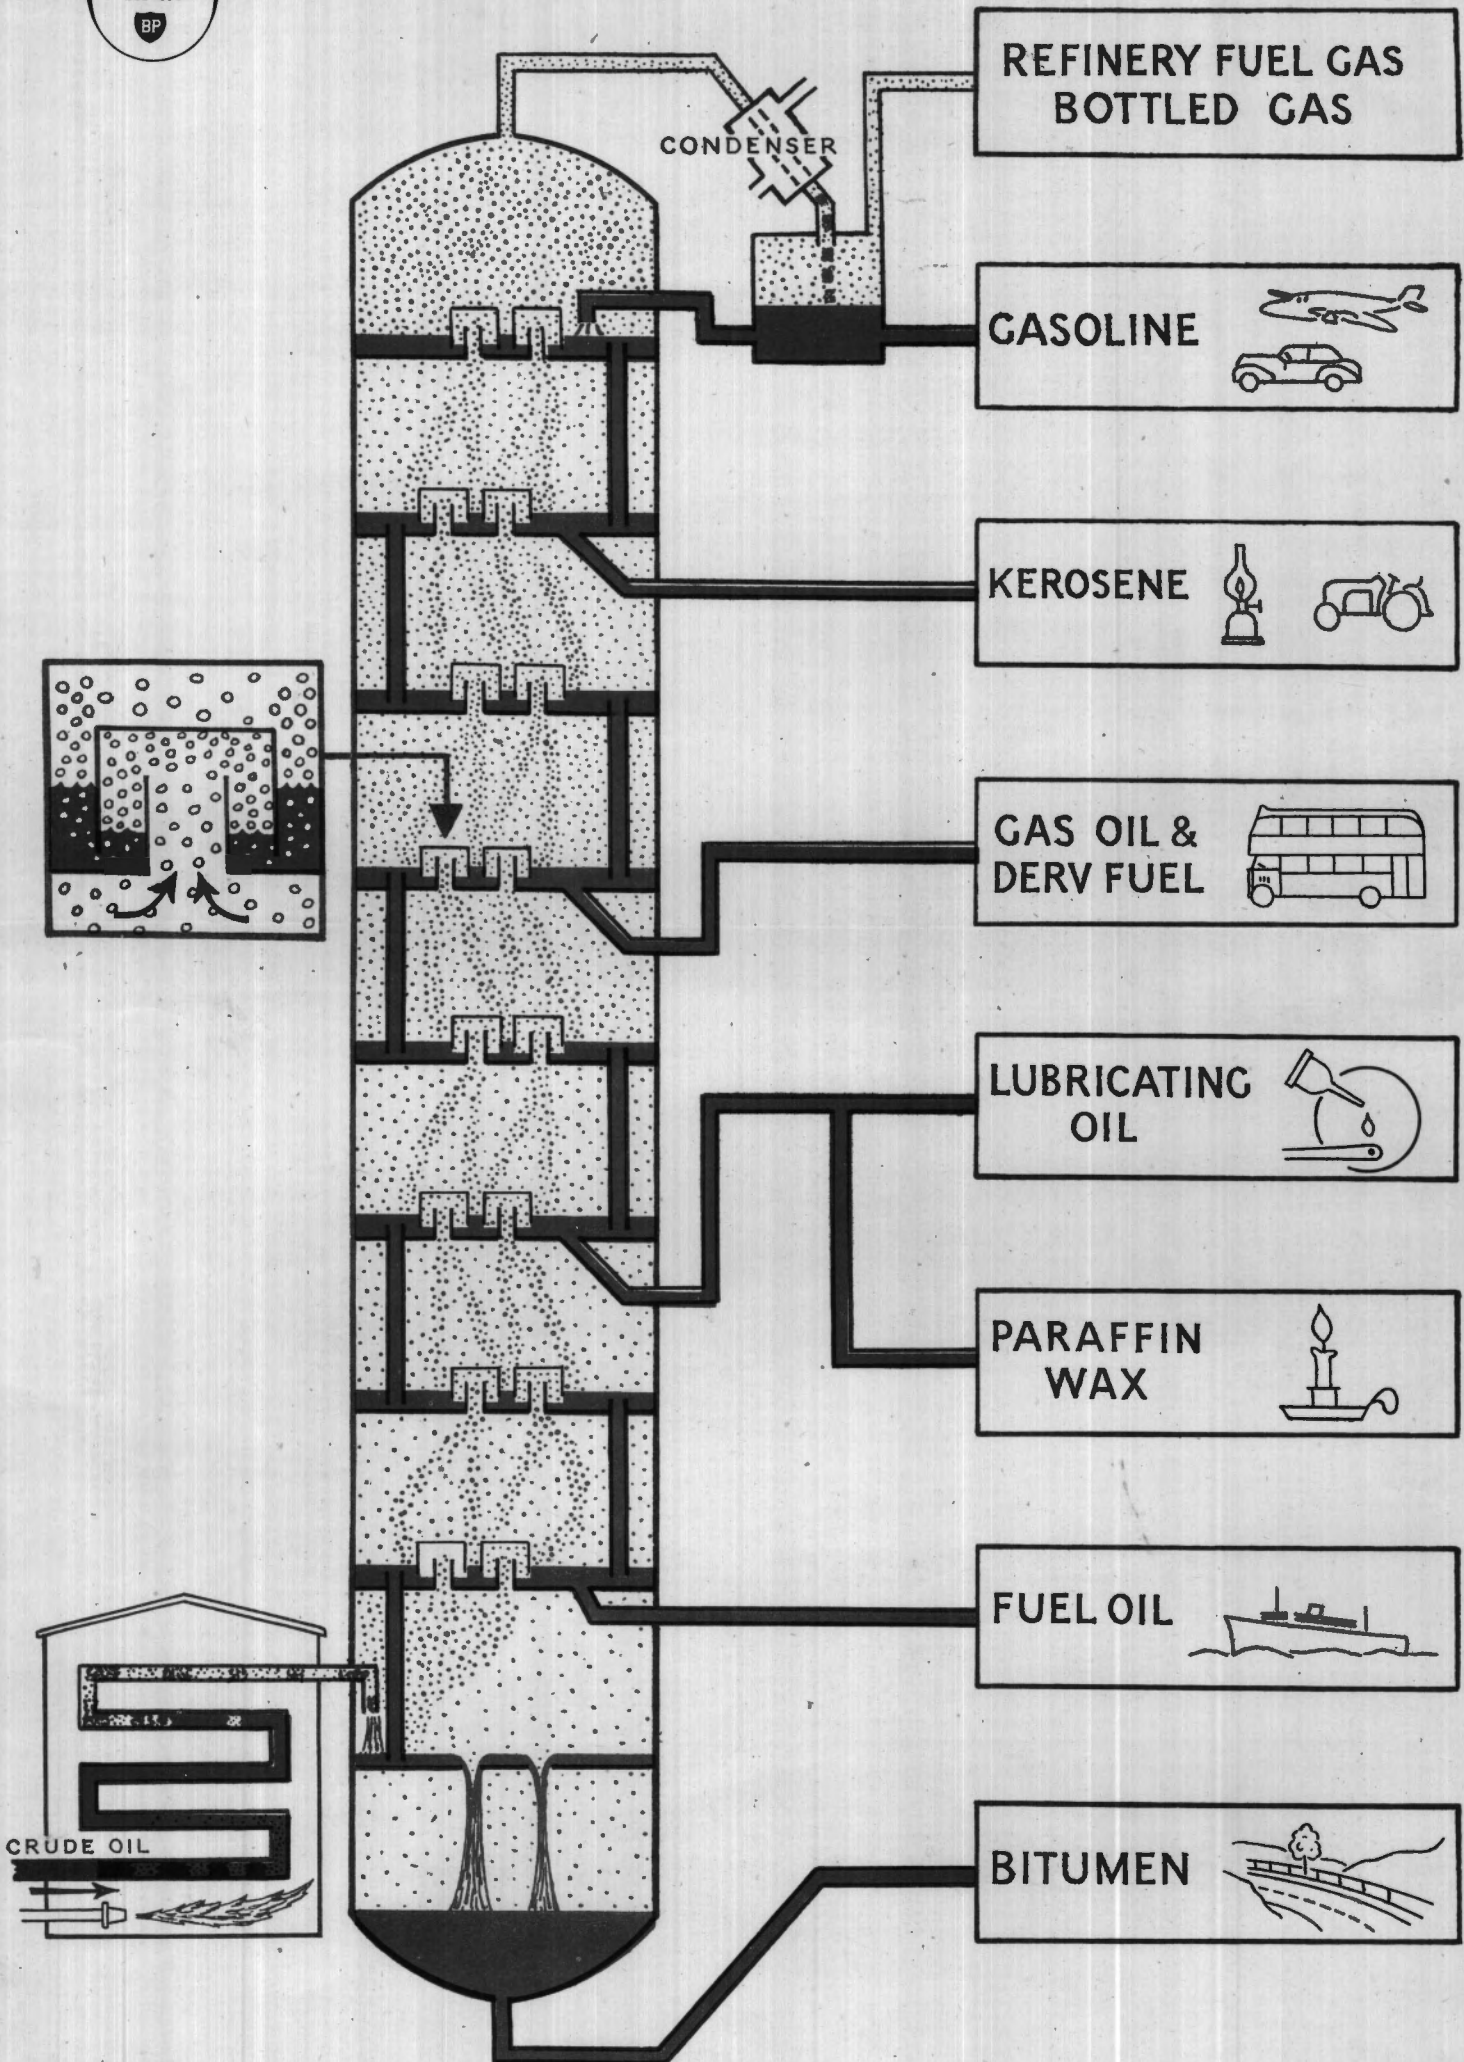 BP
REFINERY FUEL GAS
BOTTLED GAS
CONDENSER
GASOLINE
KEROSENE
GAS OIL &
DERV FUEL
LUBRICATING
OIL
PARAFFIN
WAX
FUEL OIL
CRUDE OIL
BITUMEN